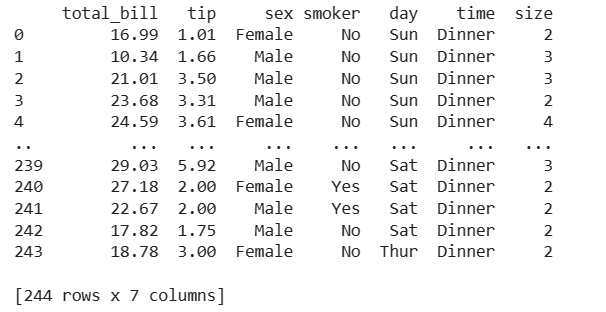 total_bill tip sex smoker day time size
0 16.99 1.01 Female No Sun Dinner 2
1 10.34 1.66 Male No Sun Dinner 3
2 21.01 3.50 Male No Sun Dinner 3
3 23.68 3.31 Male No Sun Dinner 2
4 24.59 3.61 Female No Sun Dinner 4
.. ... ... ... ... ... ... ...
239 29.03 5.92 Male No Sat Dinner 3
240 27.18 2.00 Female Yes Sat Dinner 2
241 22.67 2.00 Male Yes Sat Dinner 2
242 17.82 1.75 Male No Sat Dinner 2
243 18.78 3.00 Female No Thur Dinner 2
[244 rows x 7 columns]